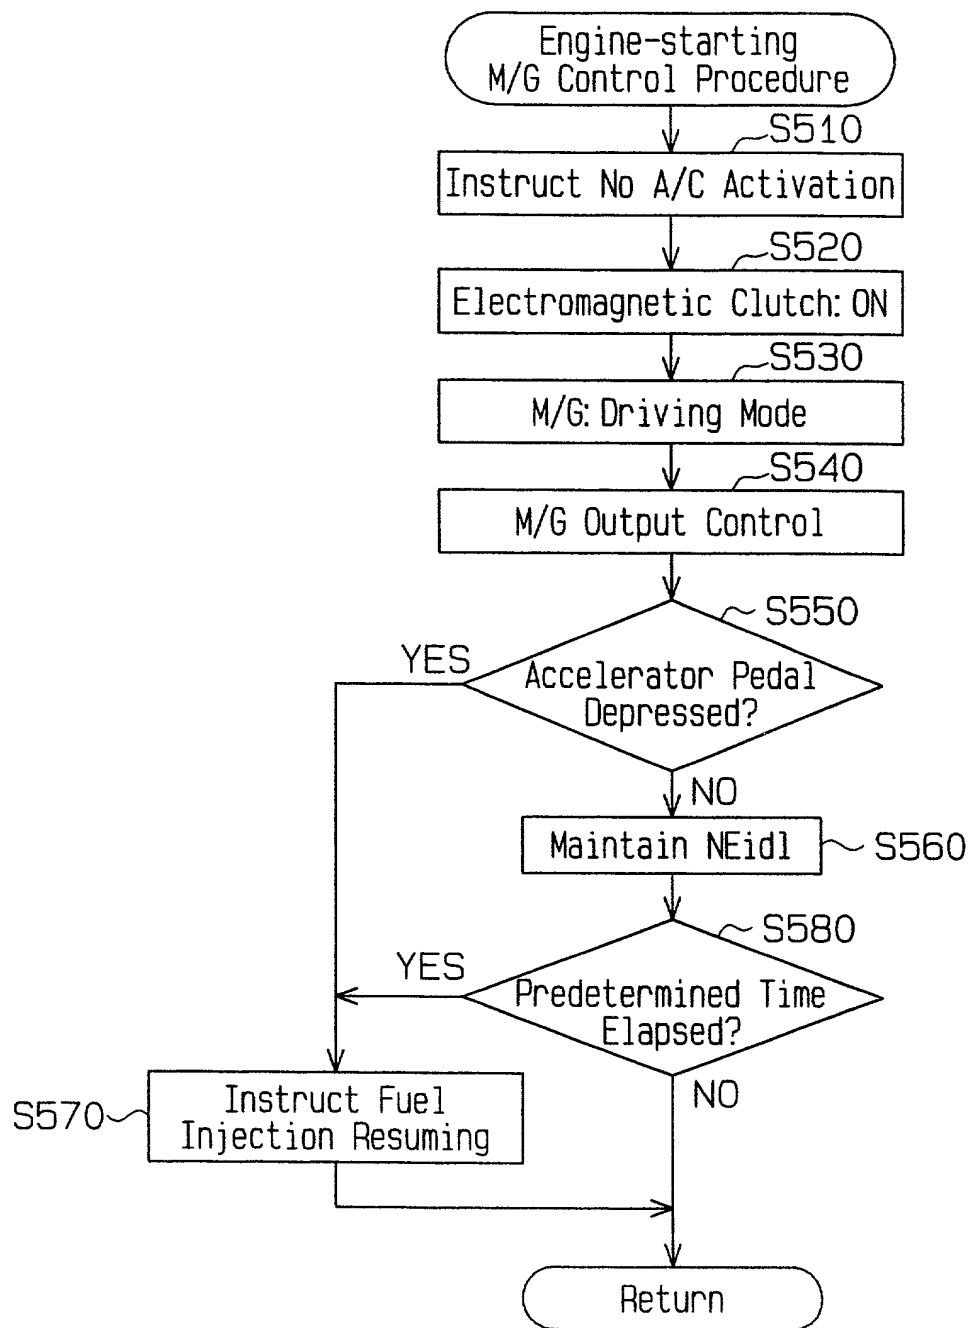 Engine-starting
M/G Control Procedure
S510
Instruct No A/C Activation
S520
Electromagnetic Clutch: ON
S530
M/G: Driving Mode
S540
M/G Output Control
S550
YES
Accelerator Pedal
Depressed?
NO
Maintain NEidl
S560
S580
YES
Predetermined Time
Elapsed?
NO
S570
Instruct Fuel
Injection Resuming
Return